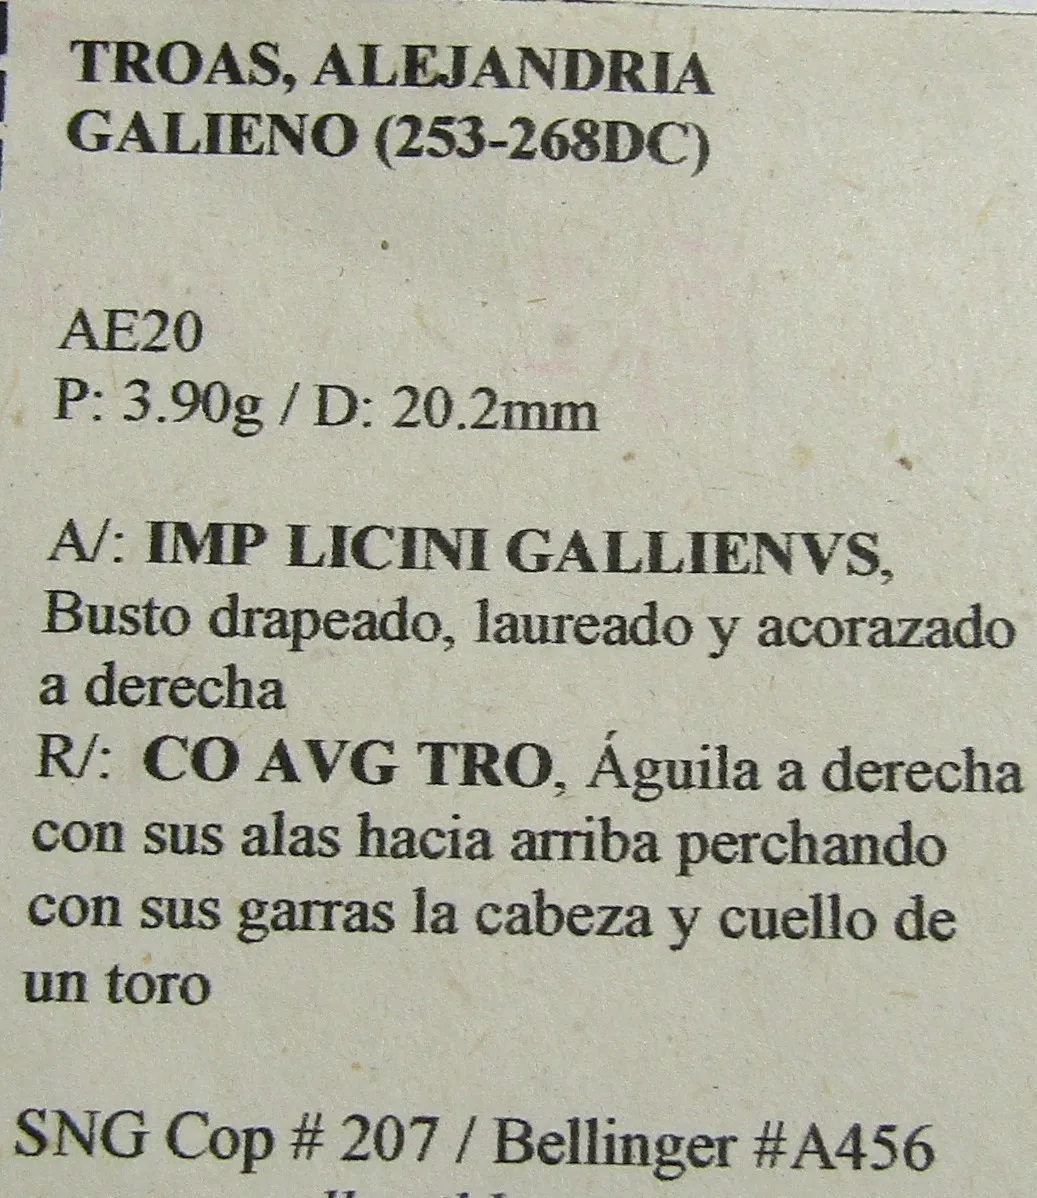 TROAS, ALEJANDRIA
GALIENO (253-268DC)
AE20
P: 3.90g / D: 20.2mm
A/: IMP LICINI GALLIENVS,
Busto drapeado, laureado y acorazado
a derecha
R/: CO AVG TRO, Águila a derecha
con sus alas hacia arriba perchando
con sus garras la cabeza y cuello de
un toro
SNG Cop # 207 / Bellinger #A456